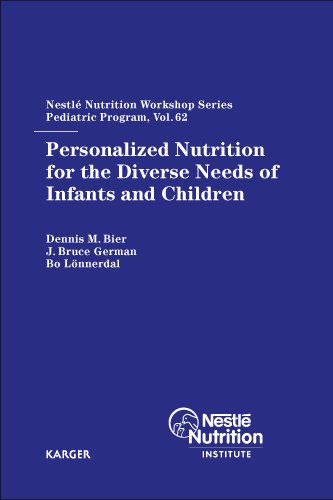 Nestlé Nutrition Workshop Series
Pediatric Program, Vol. 62
Personalized Nutrition
for the Diverse Needs of
Infants and Children
Dennis M. Bier
J. Bruce German
Bo Lönnerdal
KARGER
Nestlé
Nutrition
INSTITUTE